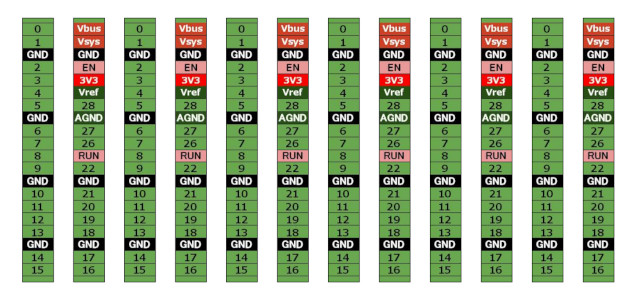 0 Vbus 0 Vbus 0 Vbus 0 Vbus 0 Vbus 0 Vbus
1 Vsys 1 Vsys 1 Vsys 1 Vsys 1 Vsys 1 Vsys
GND GND GND GND GND GND GND GND GND GND GND GND
2 EN 2 EN 2 EN 2 EN 2 EN 2 EN
3 3V3 3 3V3 3 3V3 3 3V3 3 3V3 3 3V3
4 Vref 4 Vref 4 Vref 4 Vref 4 Vref 4 Vref
5 28 5 28 5 28 5 28 5 28 5 28
GND AGND GND AGND GND AGND GND AGND GND AGND GND AGND
6 27 6 27 6 27 6 27 6 27 6 27
7 26 7 26 7 26 7 26 7 26 7 26
8 RUN 8 RUN 8 RUN 8 RUN 8 RUN 8 RUN
9 22 9 22 9 22 9 22 9 22 9 22
GND GND GND GND GND GND GND GND GND GND GND GND
10 21 10 21 10 21 10 21 10 21 10 21
11 20 11 20 11 20 11 20 11 20 11 20
12 19 12 19 12 19 12 19 12 19 12 19
13 18 13 18 13 18 13 18 13 18 13 18
GND GND GND GND GND GND GND GND GND GND GND GND
14 17 14 17 14 17 14 17 14 17 14 17
15 16 15 16 15 16 15 16 15 16 15 16